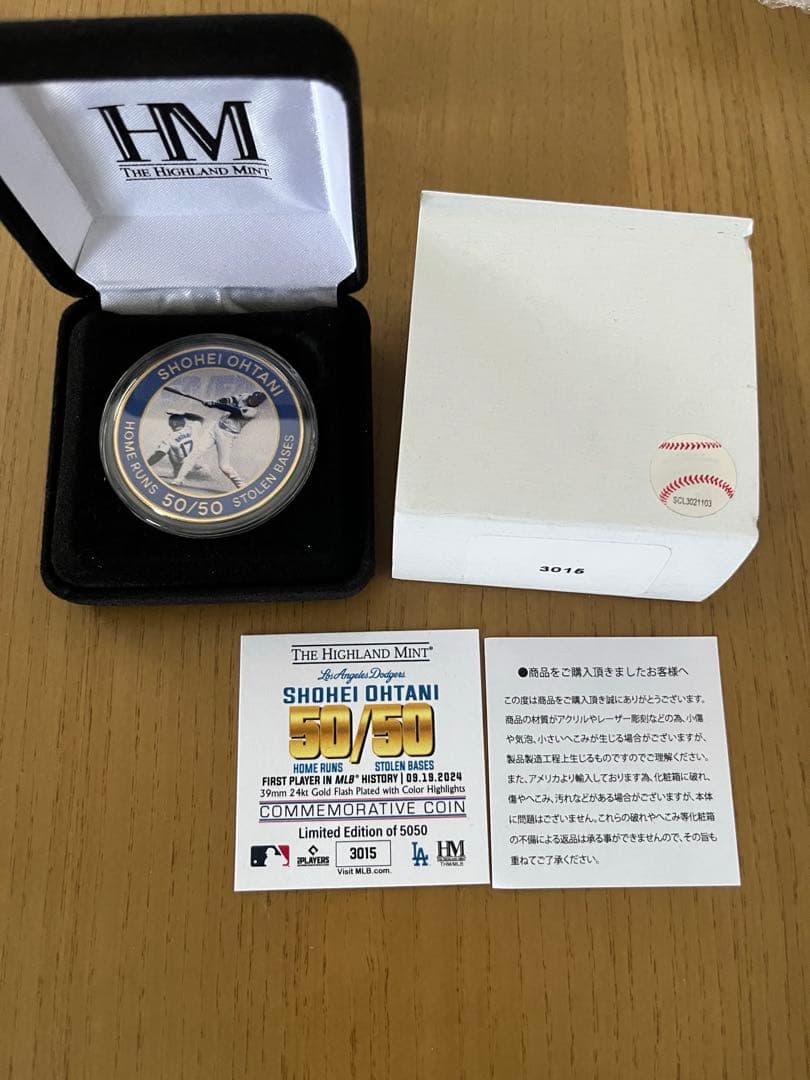 HM
THE HIGHLAND MINT
SHOHEI OHTANI
HOME RUNS
50/50
STOLEN BASES
17
SCL3021103
3015
THE HIGHLAND MINT®
Los Angeles Dodgers
SHOHEI OHTANI
50/50
HOME RUNS STOLEN BASES
FIRST PLAYER IN MLB® HISTORY | 09.19.2024
39mm 24kt Gold Flash Plated with Color Highlights
COMMEMORATIVE COIN
Limited Edition of 5050
PLAYERS
3015
LA
HM
THM/MLB
Visit MLB.com.
●商品をご購入頂きましたお客様へ
この度は商品をご購入頂き誠にありがとうございます。
商品の材質がアクリルやレーザー彫刻などの為、小傷
や気泡、小さいへこみが生じる場合がございますが、
製品製造工程上生じるものですのでご理解ください。
また、アメリカより輸入しております為、化粧箱に破れ、
傷やへこみ、汚れなどがある場合がございますが、本体
に問題はございません。これらの破れやへこみ等化粧箱
の不備による返品は承る事ができませんので、その旨も
重ねてご了承ください。